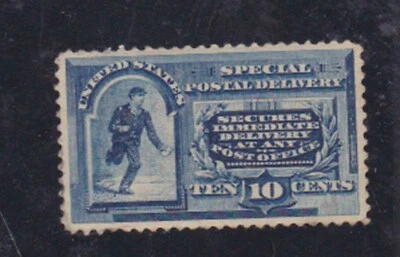 UNITED STATES
SPECIAL
POSTAL DELIVERY
SECURES
IMMEDIATE
DELIVERY
AT ANY
POST OFFICE
TEN 10 CENTS